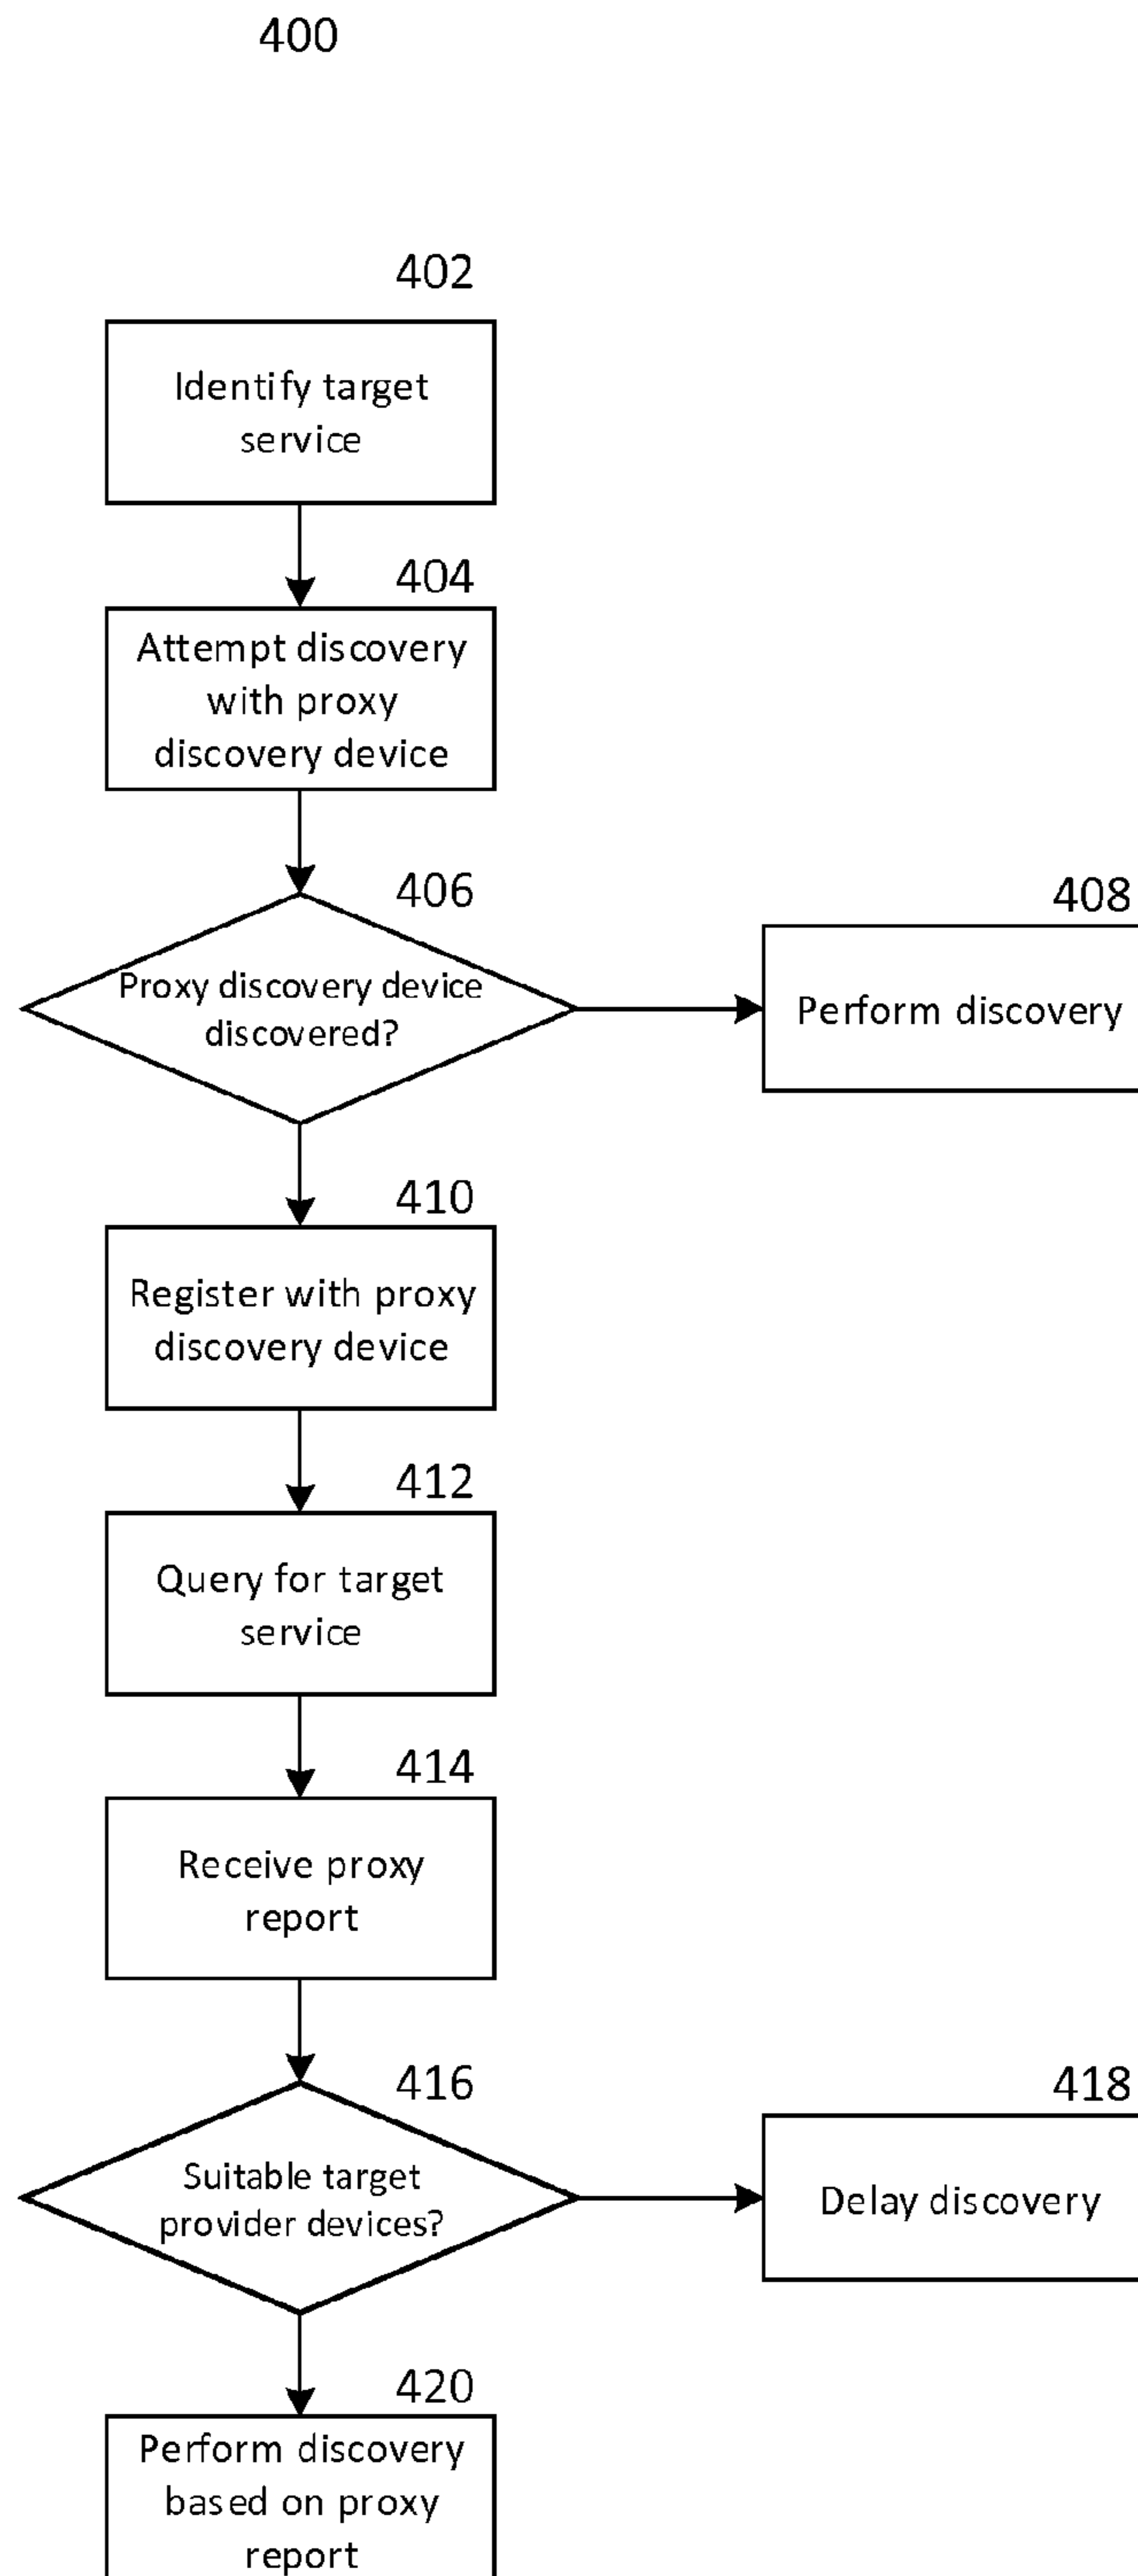 400
402
Identify target
service
404
Attempt discovery
with proxy
discovery device
406
Proxy discovery device
discovered?
408
Perform discovery
410
Register with proxy
discovery device
412
Query for target
service
414
Receive proxy
report
416
Suitable target
provider devices?
418
Delay discovery
420
Perform discovery
based on proxy
report